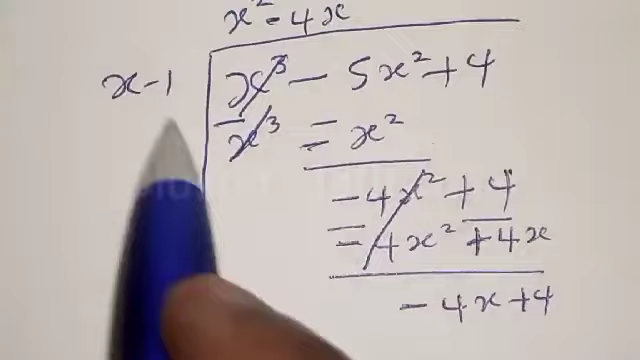 x² - 4x
x - 1 x³ - 5x² + 4
- x³ = x²
- 4x² + 4
= 4x² + 4x
- 4x + 4